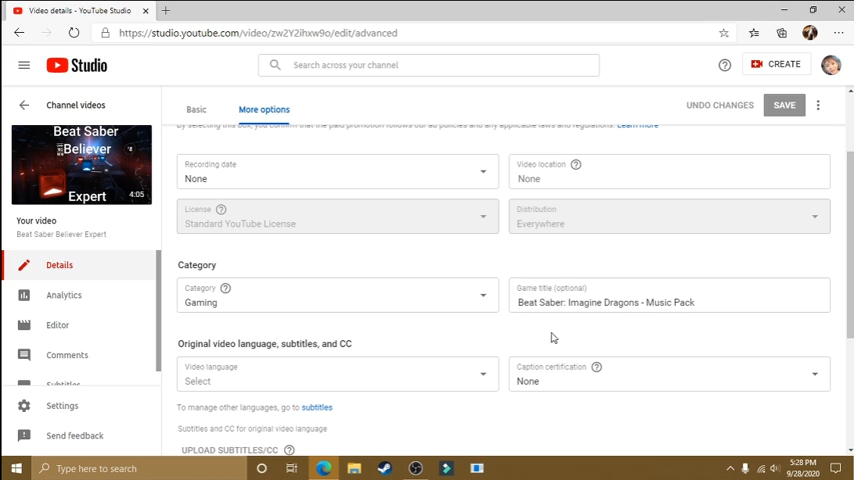 Video details - YouTube Studio
https://studio.youtube.com/video/zw2Y2ihxw9o/edit/advanced
Studio
Search across your channel
CREATE
Channel videos
Basic
More options
UNDO CHANGES
SAVE
By selecting this box, you confirm that the paid promotion follows our ad policies and any applicable laws and regulations. Learn more
Beat Saber
Believer
Expert
4:05
Your video
Beat Saber Believer Expert
Details
Analytics
Editor
Comments
Subtitles
Settings
Send feedback
Recording date
None
Video location
None
License
Standard YouTube License
Distribution
Everywhere
Category
Category
Gaming
Game title (optional)
Beat Saber: Imagine Dragons - Music Pack
Original video language, subtitles, and CC
Video language
Select
Caption certification
None
To manage other languages, go to subtitles
Subtitles and CC for original video language
UPLOAD SUBTITLES/CC
Type here to search
5:28 PM
9/28/2020